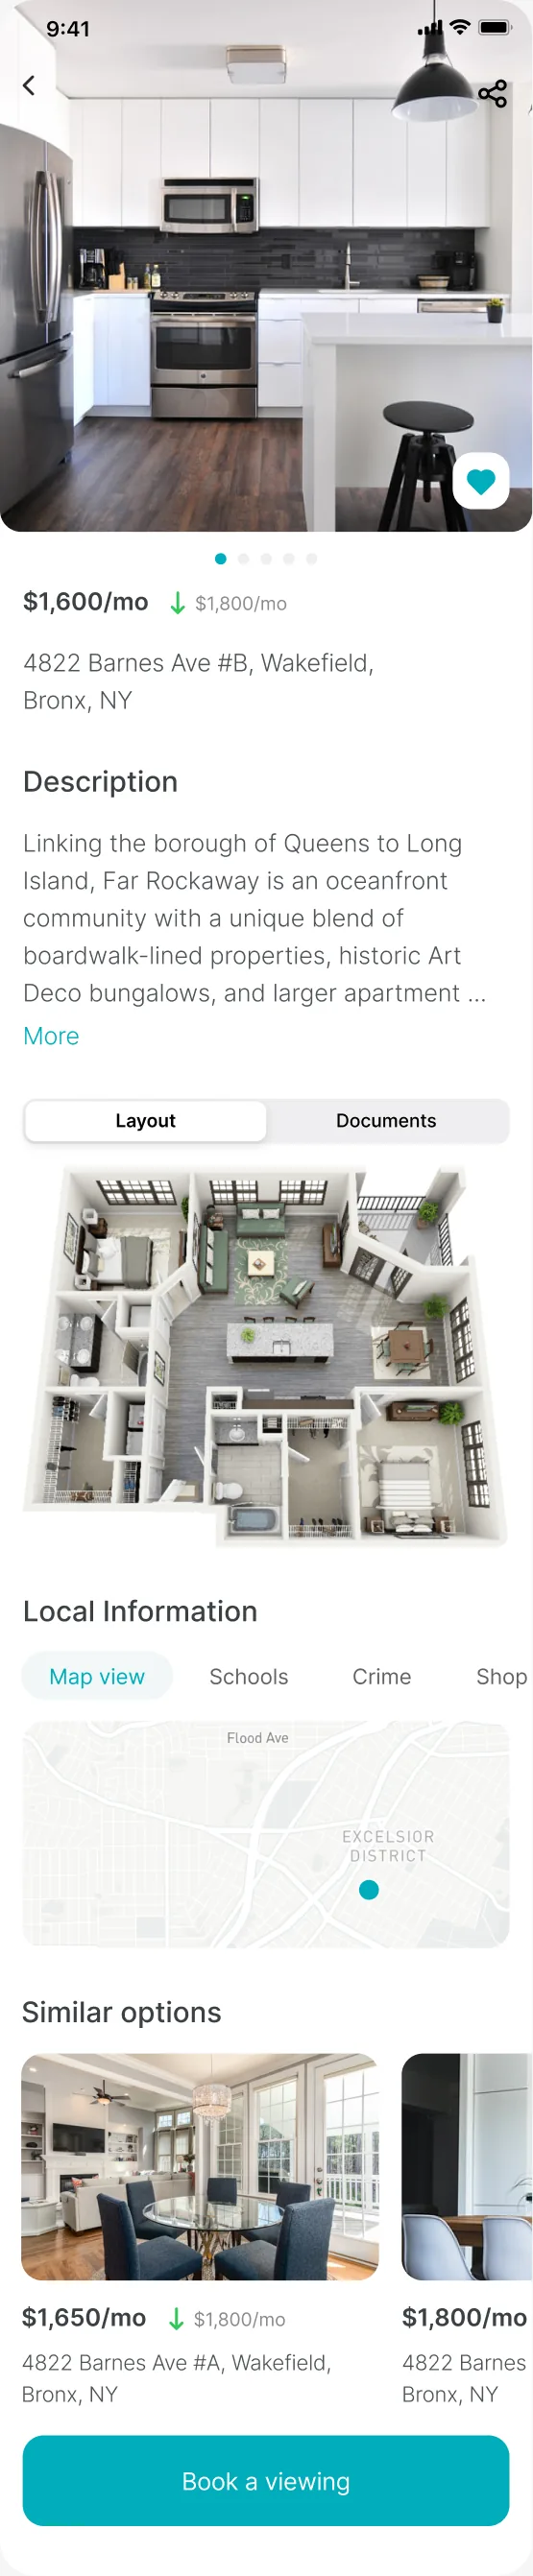 9:41
$1,600/mo $1,800/mo
4822 Barnes Ave #B, Wakefield,
Bronx, NY
Description
Linking the borough of Queens to Long
Island, Far Rockaway is an oceanfront
community with a unique blend of
boardwalk-lined properties, historic Art
Deco bungalows, and larger apartment ...
More
Layout Documents
Local Information
Map view Schools Crime Shop
Flood Ave
EXCELSIOR
DISTRICT
Similar options
$1,650/mo $1,800/mo $1,800/mo
4822 Barnes Ave #A, Wakefield, 4822 Barnes
Bronx, NY Bronx, NY
Book a viewing